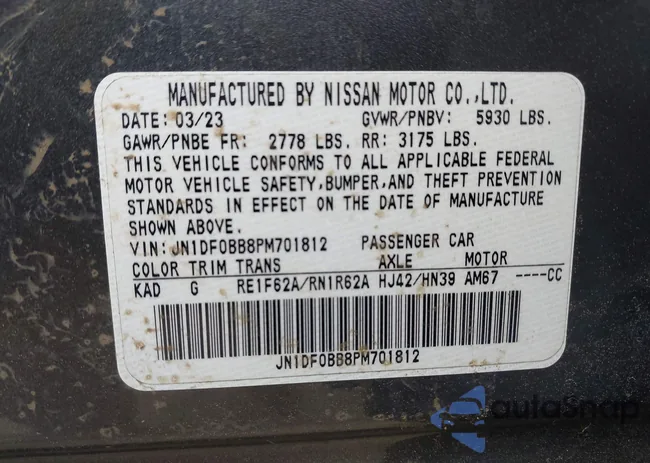 MANUFACTURED BY NISSAN MOTOR CO.,LTD.
DATE: 03/23 GVWR/PNBV: 5930 LBS.
GAWR/PNBE FR: 2778 LBS. RR: 3175 LBS.
THIS VEHICLE CONFORMS TO ALL APPLICABLE FEDERAL
MOTOR VEHICLE SAFETY,BUMPER,AND THEFT PREVENTION
STANDARDS IN EFFECT ON THE DATE OF MANUFACTURE
SHOWN ABOVE.
VIN:JN1DF0BB8PM701812 PASSENGER CAR
COLOR TRIM TRANS AXLE MOTOR
KAD G RE1F62A/RN1R62A HJ42/HN39 AM67 ----CC
JN1DF0BB8PM701812
autoSnap